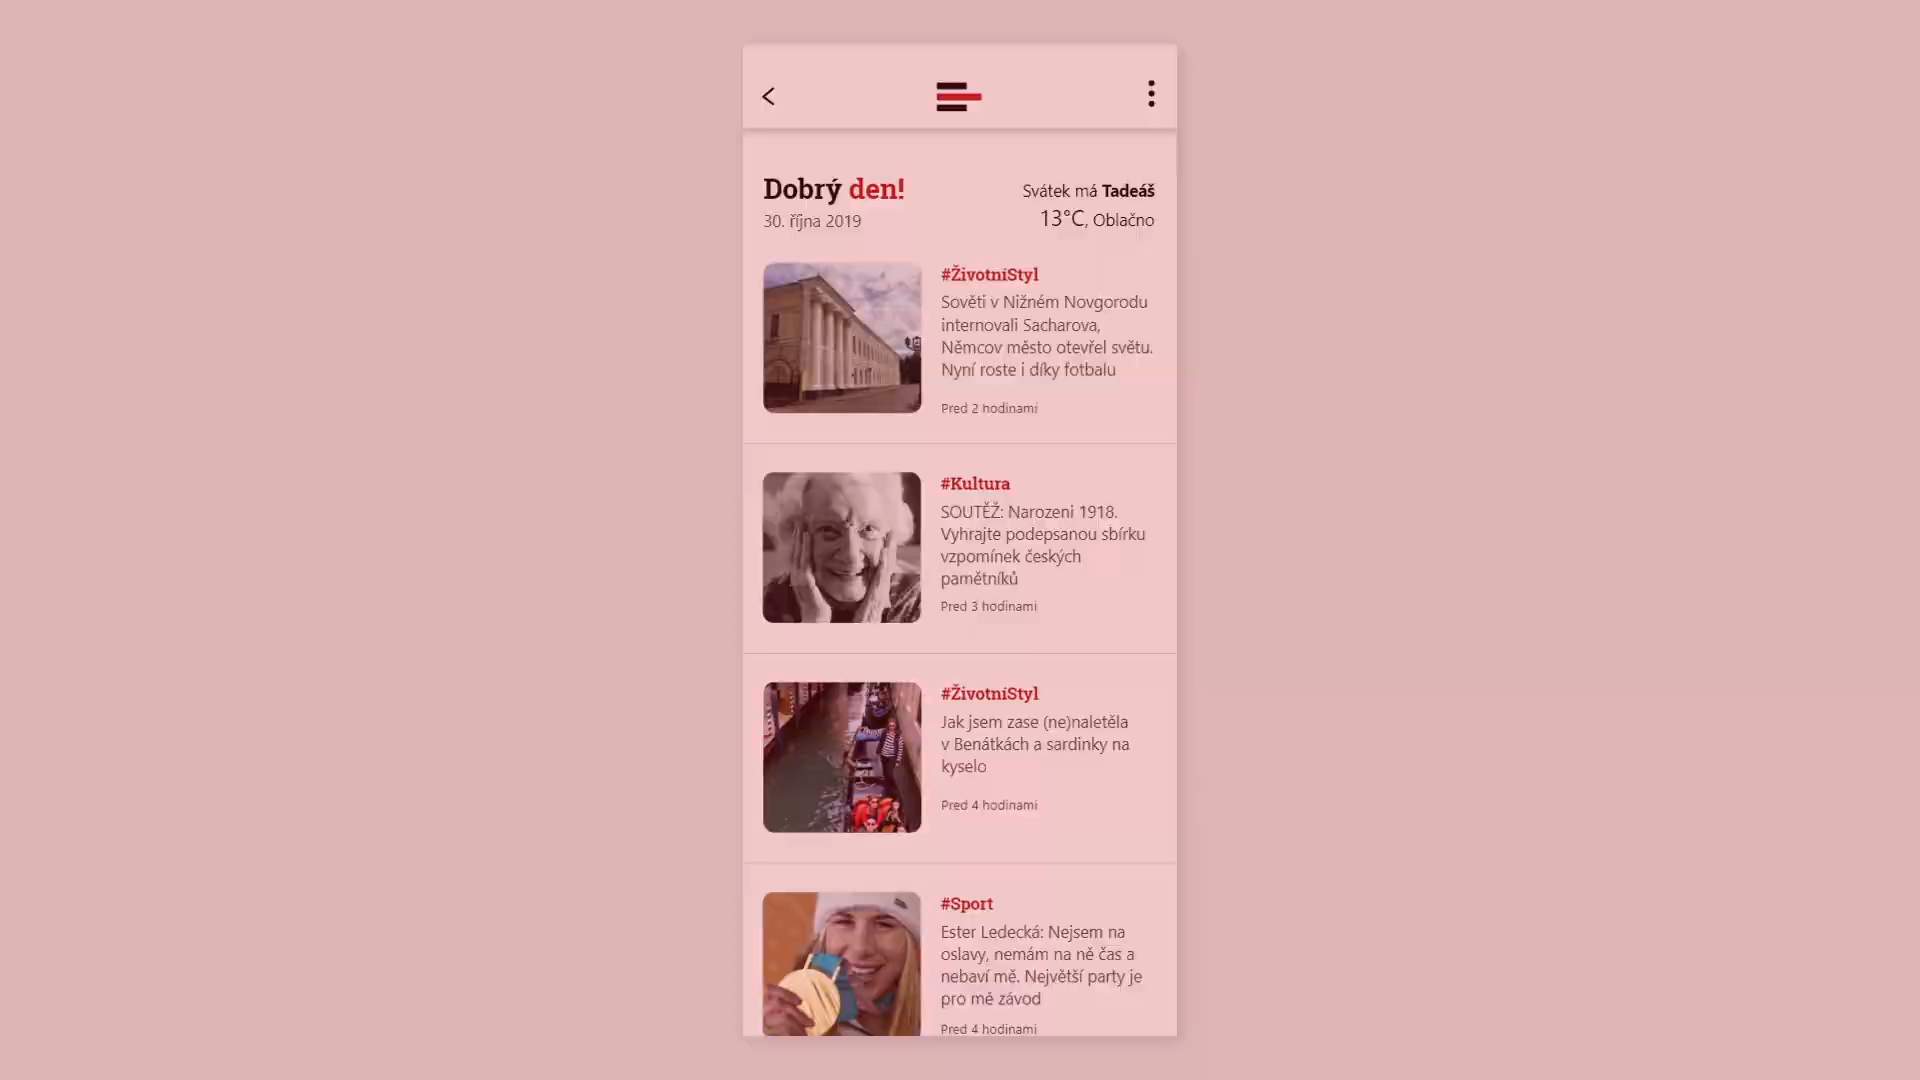 Dobrý den!
30. října 2019
Svátek má Tadeáš
13°C, Oblačno
#ŽivotníStyl
Sověti v Nižném Novgorodu
internovali Sacharova,
Němcov město otevřel světu.
Nyní roste i díky fotbalu
Pred 2 hodinami
#Kultura
SOUTĚŽ: Narozeni 1918.
Vyhrajte podepsanou sbírku
vzpomínek českých
pamětníků
Pred 3 hodinami
#ŽivotníStyl
Jak jsem zase (ne)naletěla
v Benátkách a sardinky na
kyselo
Pred 4 hodinami
#Sport
Ester Ledecká: Nejsem na
oslavy, nemám na ně čas a
nebaví mě. Největší party je
pro mě závod
Pred 4 hodinami